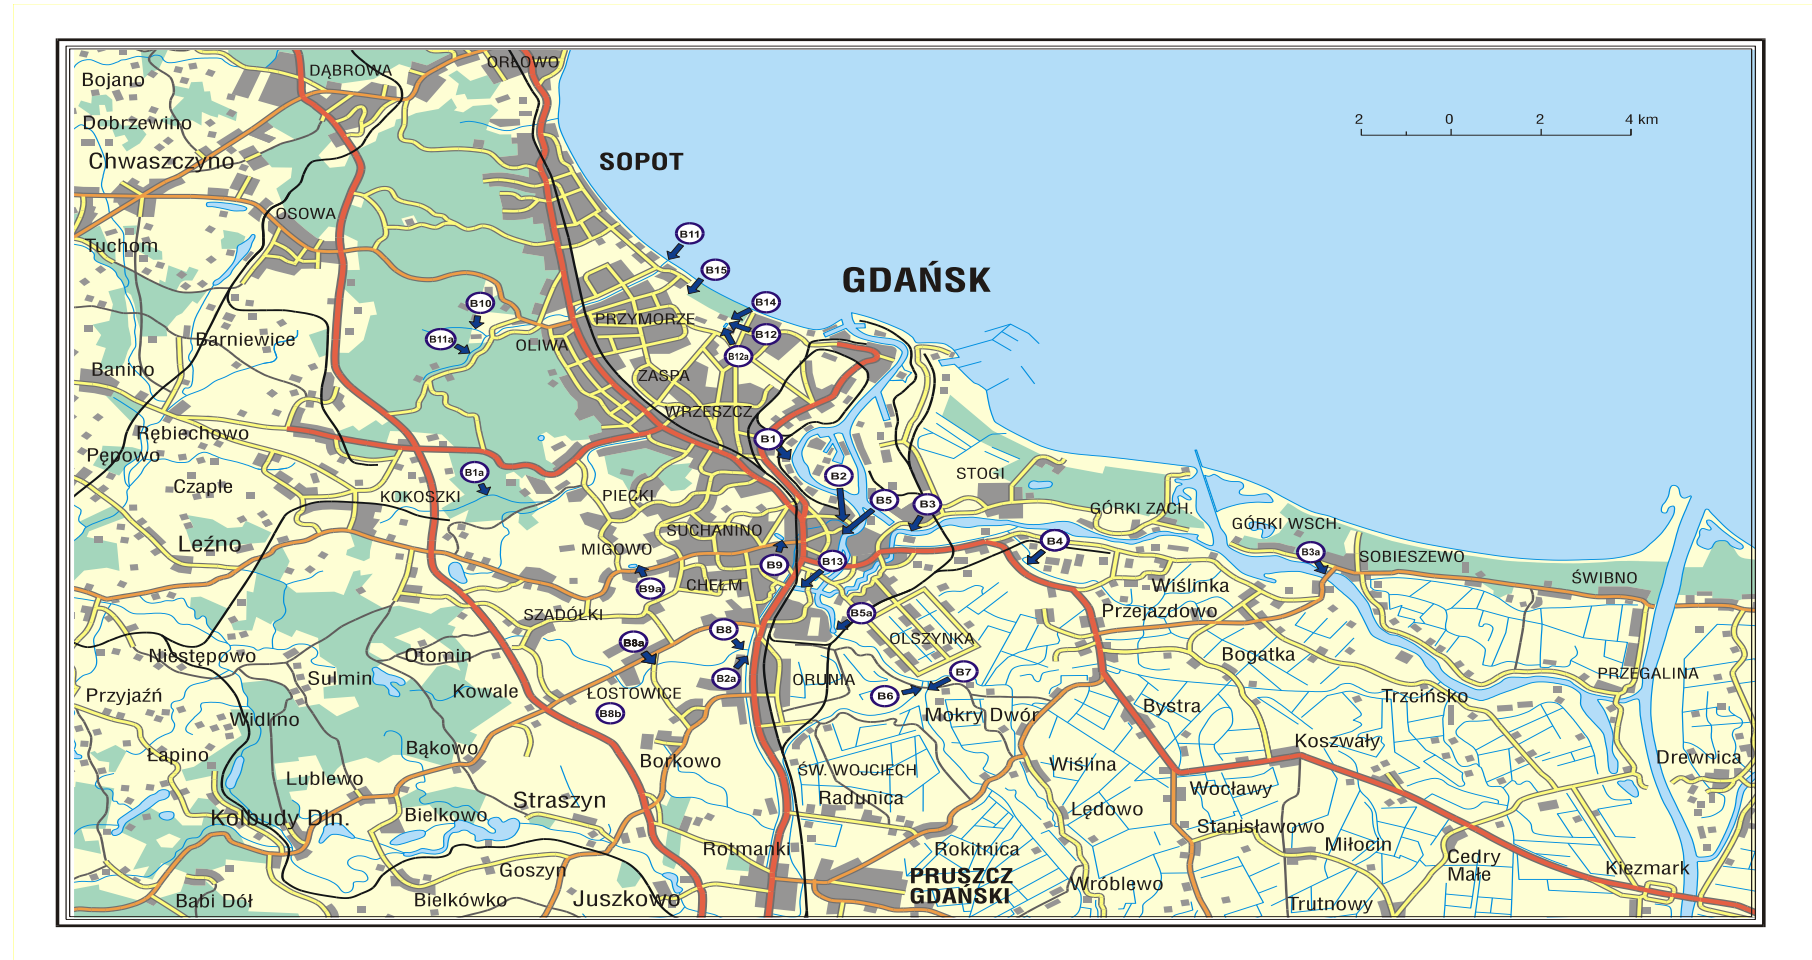 ORŁOWO
DĄBROWA
Bojano
2 0 2 4 km
Dobrzewino
Chwaszczyno
SOPOT
OSOWA
B11
Tuchom
B15
GDAŃSK
B10
B14
PRZYMORZE
B12
Barniewice
B11a
OLIWA
B12a
Banino
ZASPA
WRZESZCZ
Rębiechowo
B1
Pępowo
B1a
STOGI
B2
Czaple
KOKOSZKI
PIECKI
B5
B3
GÓRKI ZACH.
GÓRKI WSCH.
SUCHANINO
Leźno
MIGOWO
B4
B3a
SOBIESZEWO
B9
B13
ŚWIBNO
CHEŁM
B9a
Wiślinka
SZADÓŁKI
B5a
Przejazdowo
B8
B8a
OLSZYNKA
Niestępowo
Otomin
Bogatka
B7
PRZEGALINA
Sulmin
B2a
ORUNIA
Przyjaźń
Kowale
ŁOSTOWICE
B6
Trzcińsko
B8b
Mokry Dwór
Bystra
Widlino
Bąkowo
Koszwały
Łapino
Borkowo
Wiślina
Drewnica
Lublewo
ŚW. WOJCIECH
Wocławy
Straszyn
Radunica
Lędowo
Kolbudy Dln.
Bielkowo
Stanisławowo
Miłocin
Rotmanki
Rokitnica
Cedry
Małe
Goszyn
Kiezmark
PRUSZCZ
GDAŃSKI
Wróblewo
Babi Dół
Bielkówko
Juszkowo
Trutnowy